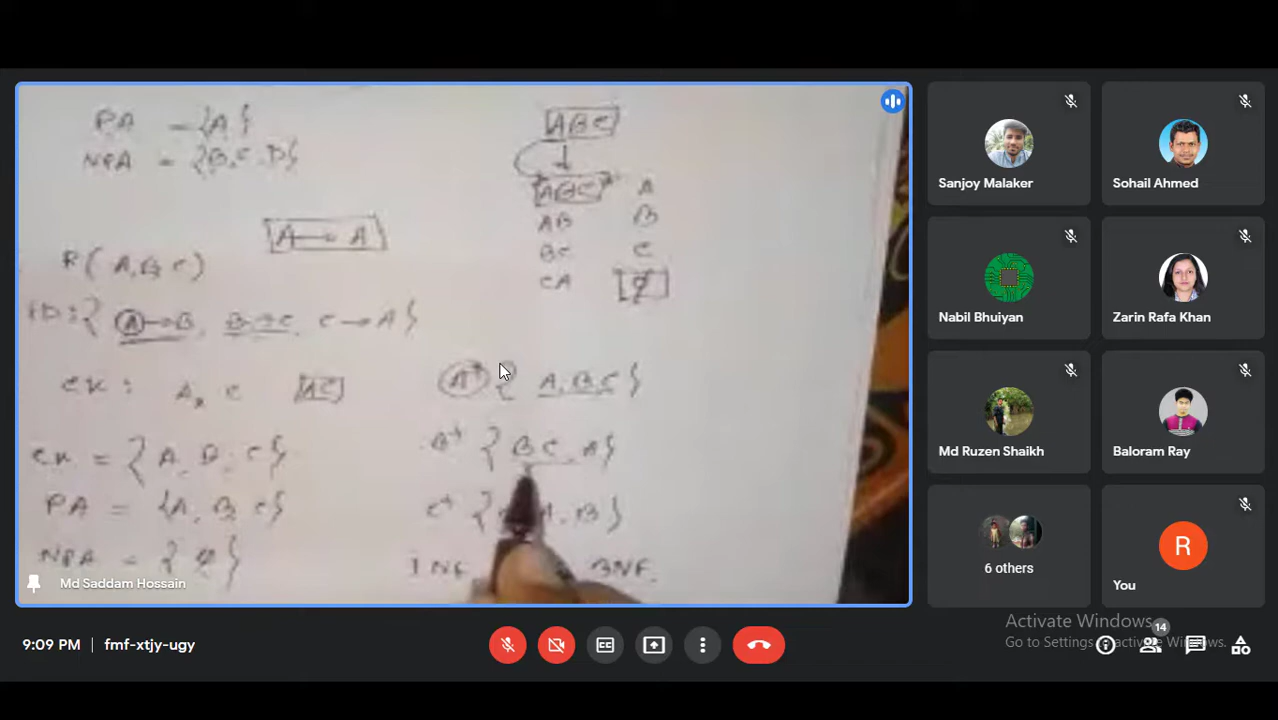 PA = {A}
NPA = {B, C, D}
A → A
R(A, B, C)
FD: { A → B, B → C, C → A }
CK: A, C AC
CK = {A, B, C}
PA = {A, B, C}
NPA = { φ }
ABC
↓
ABC A
AB B
BC C
CA φ
A+ { A, B, C }
B+ { B C, A }
C+ { A, B }
1NF 3NF.
Md Saddam Hossain
Sanjoy Malaker
Sohail Ahmed
Nabil Bhuiyan
Zarin Rafa Khan
Md Ruzen Shaikh
Baloram Ray
6 others
R
You
Activate Windows
Go to Settings to activate Windows.
9:09 PM | fmf-xtjy-ugy
14